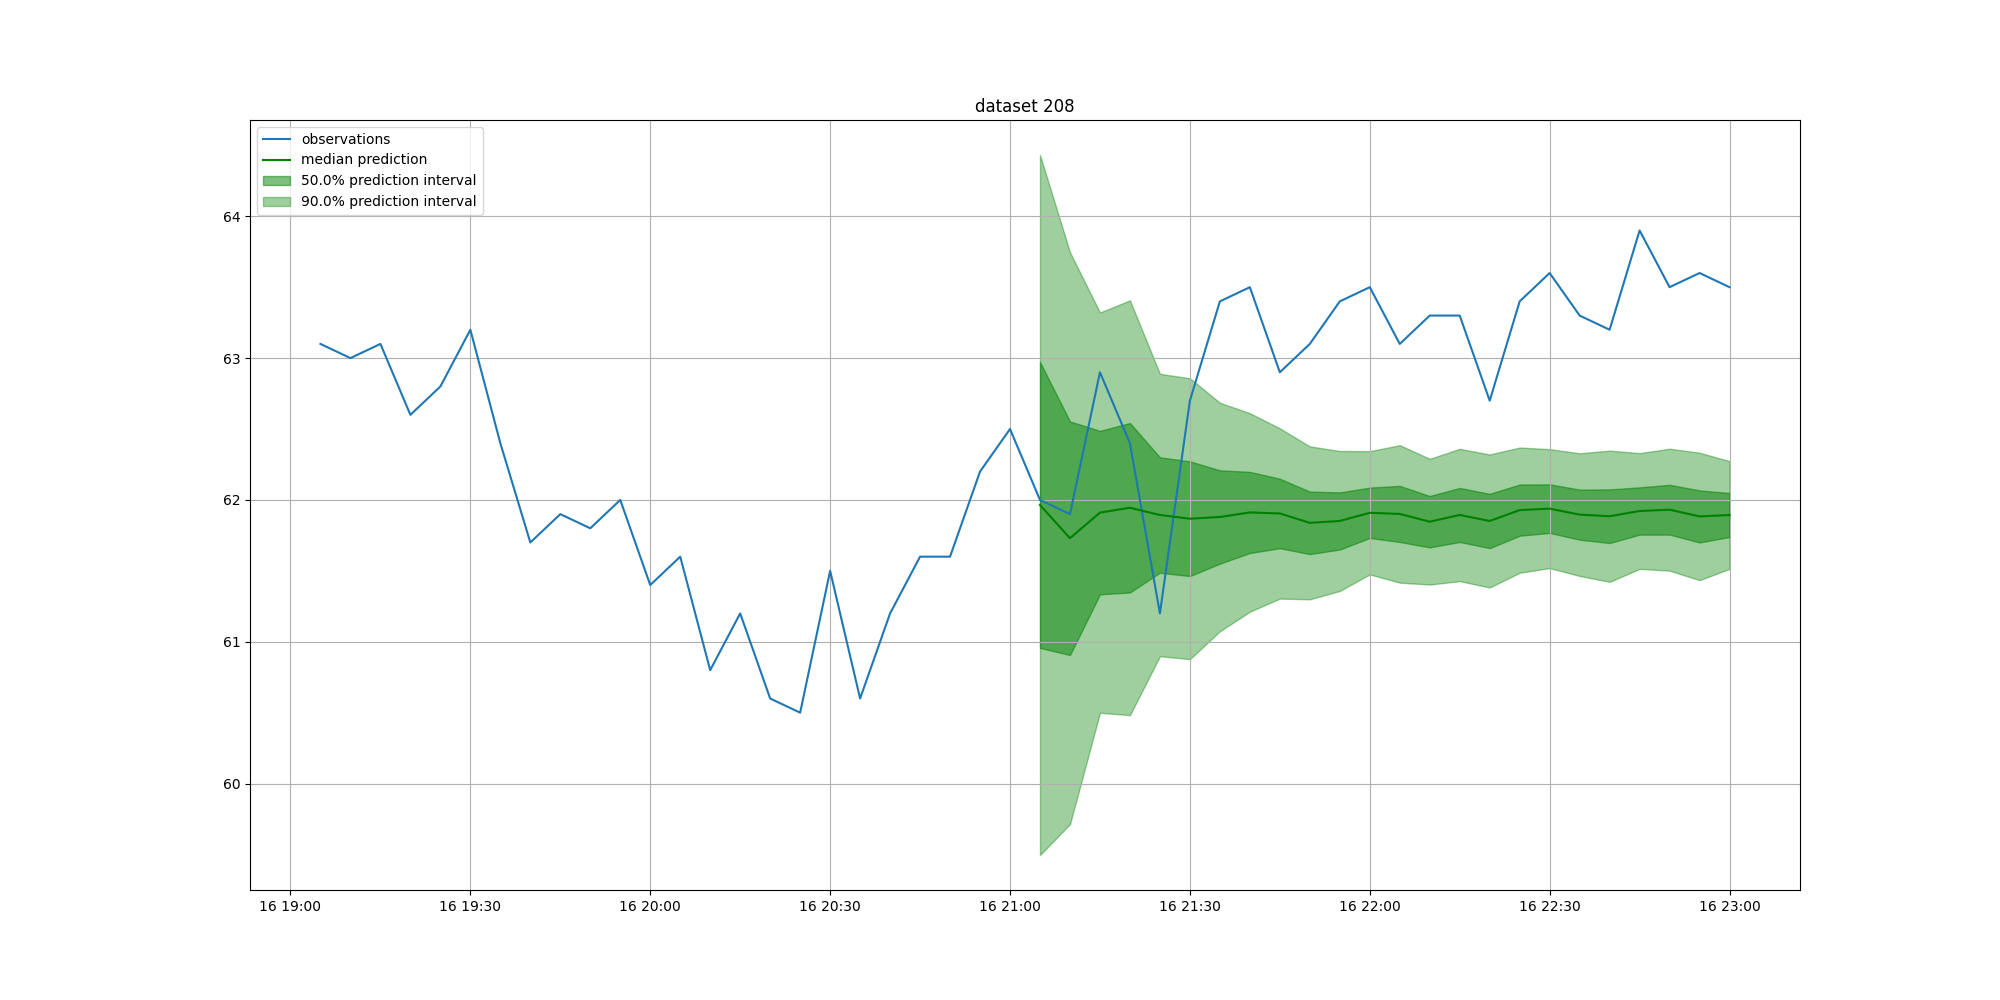 dataset 208
observations
median prediction
50.0% prediction interval
90.0% prediction interval
64
63
62
61
60
16 19:00 16 19:30 16 20:00 16 20:30 16 21:00 16 21:30 16 22:00 16 22:30 16 23:00